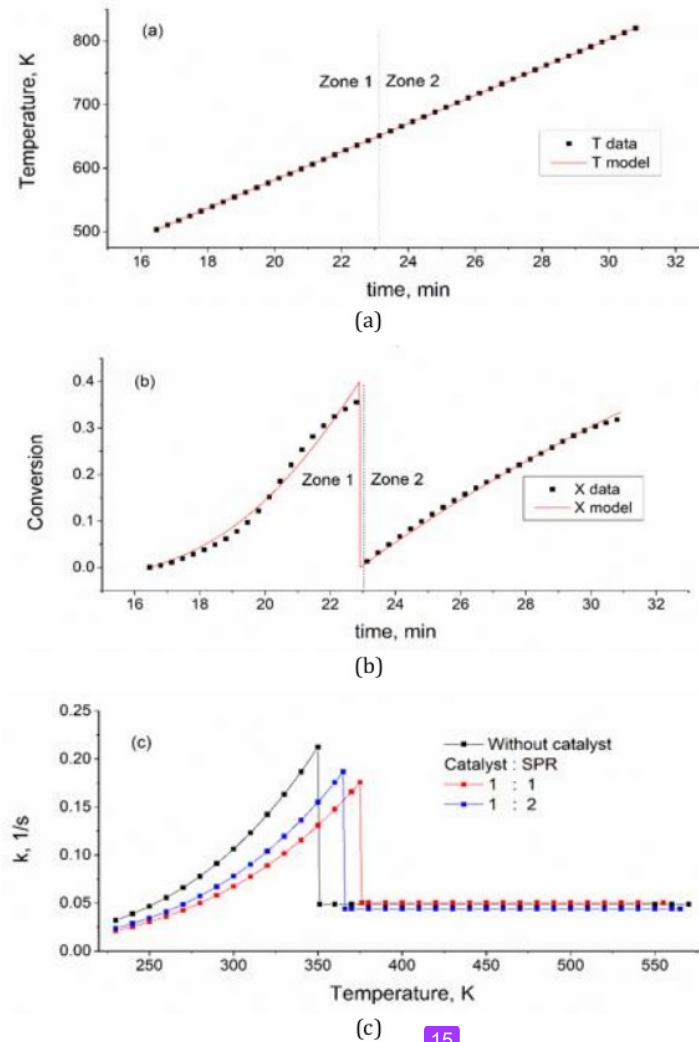 (a)
800
700
600
500
Temperature, K
Zone 1
Zone 2
T data
T model
16 18 20 22 24 26 28 30 32
time, min
(a)
(b)
0.4
0.3
0.2
0.1
0.0
Conversion
Zone 1
Zone 2
X data
X model
16 18 20 22 24 26 28 30 32
time, min
(b)
(c)
0.25
0.20
0.15
0.10
0.05
0.00
k, 1/s
Without catalyst
Catalyst : SPR
1 : 1
1 : 2
250 300 350 400 450 500 550
Temperature, K
(c)
15